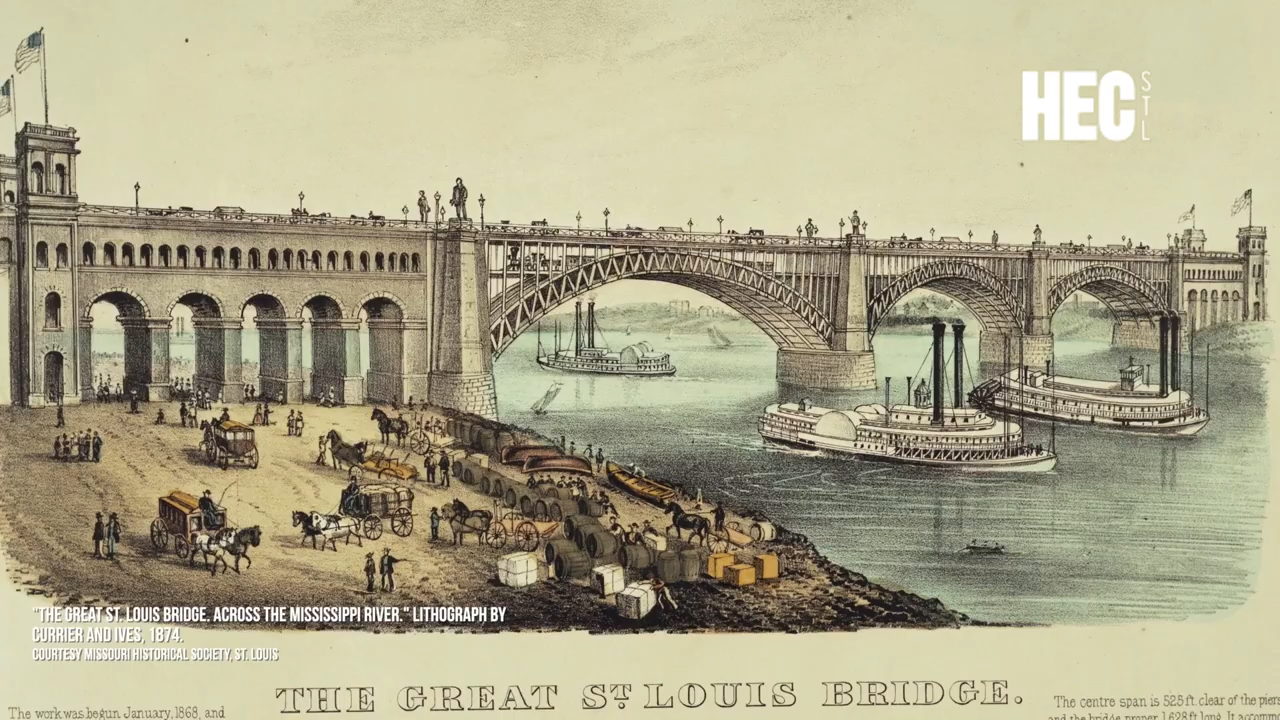 HEC
STL
"THE GREAT ST. LOUIS BRIDGE. ACROSS THE MISSISSIPPI RIVER." LITHOGRAPH BY
CURRIER AND IVES, 1874.
COURTESY MISSOURI HISTORICAL SOCIETY, ST. LOUIS
THE GREAT ST LOUIS BRIDGE.
The work was begun January, 1868, and
The centre span is 525 ft. clear of the
and the bridge proper 1,628 ft. long. It